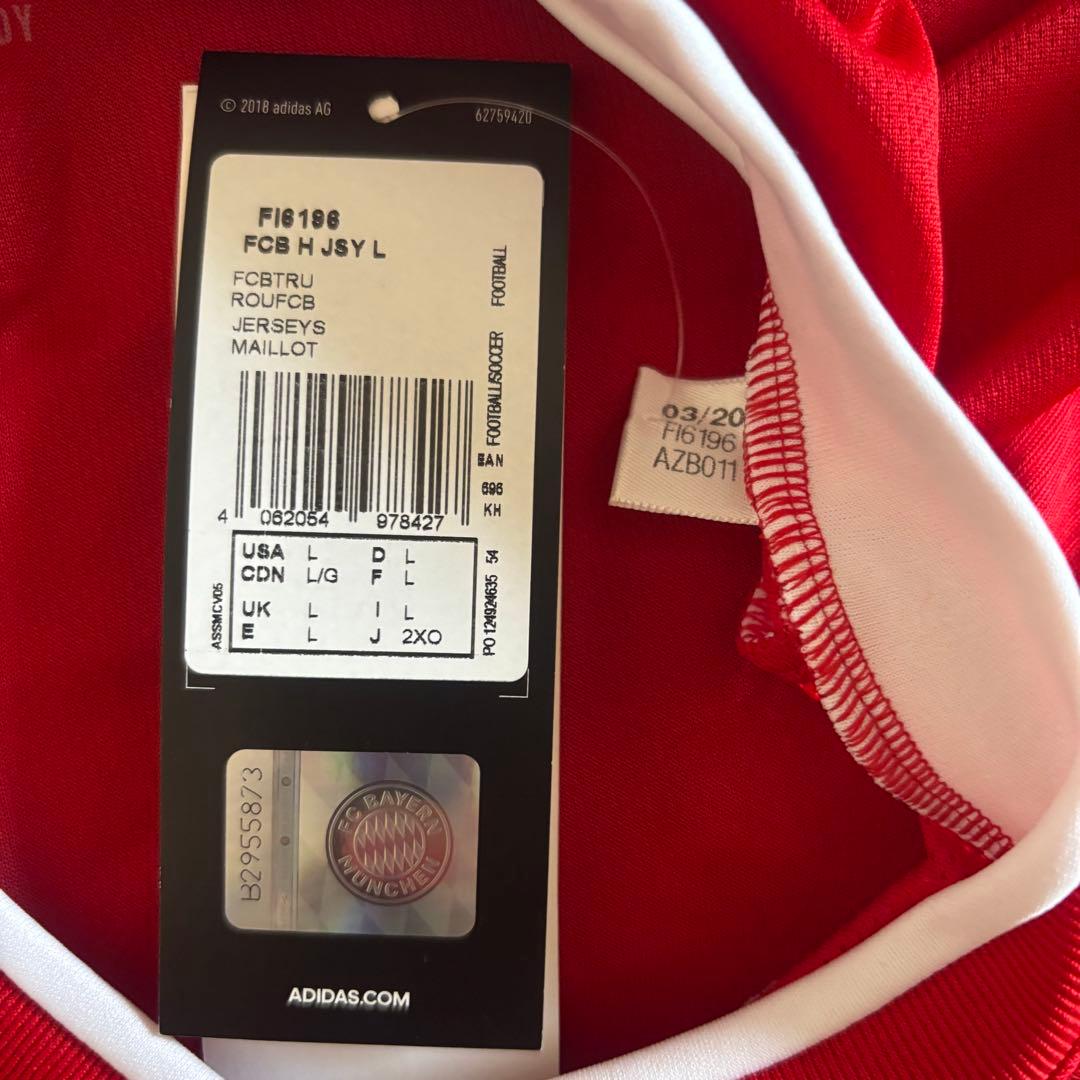 © 2018 adidas AG
62759420
FI6196
FCB H JSY L
FCBTRU
ROUFCB
JERSEYS
MAILLOT
FOOTBALL/SOCCER FOOTBALL
EAN
696
KH
4 062054 978427
USA L D L
CDN L/G F L
UK L I L
E L J 2XO
ASSMCV05
PO 124924635 54
B2955873
FC BAYERN
MÜNCHEN
ADIDAS.COM
03/20
FI6196
AZB011